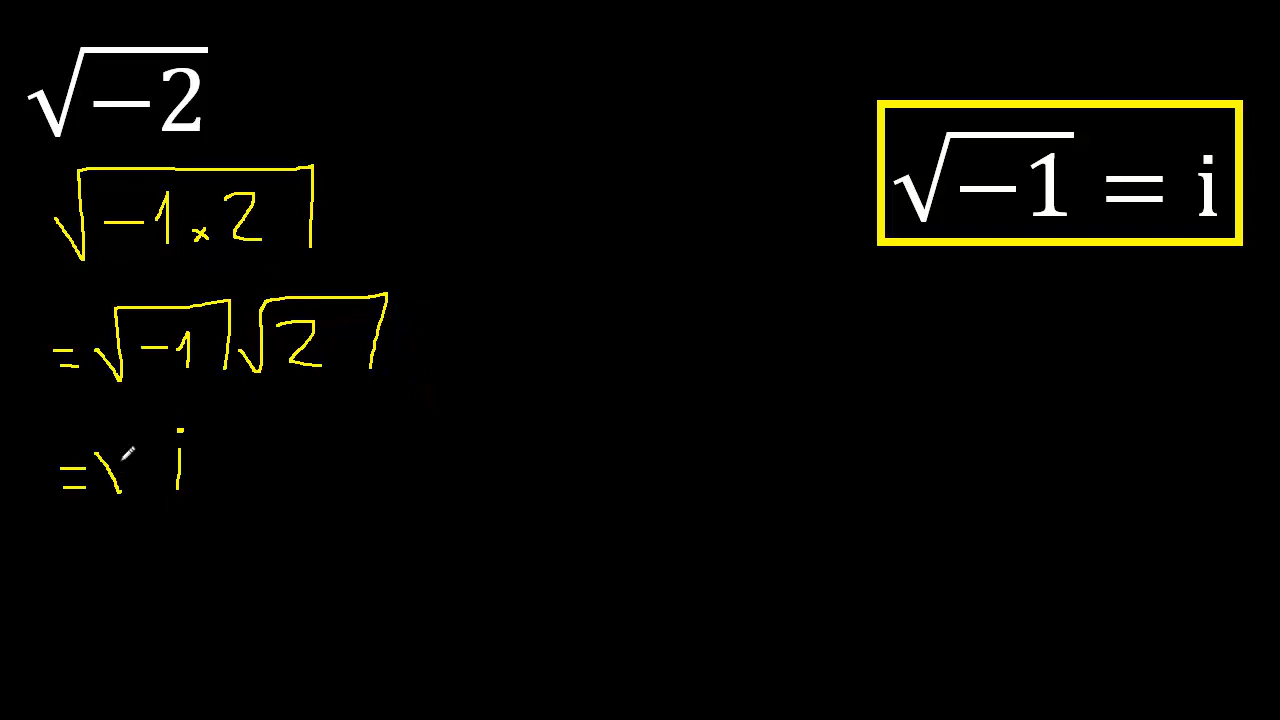 √−2
√−1 = i
√−1 × 2
= √−1 √2
= √ i